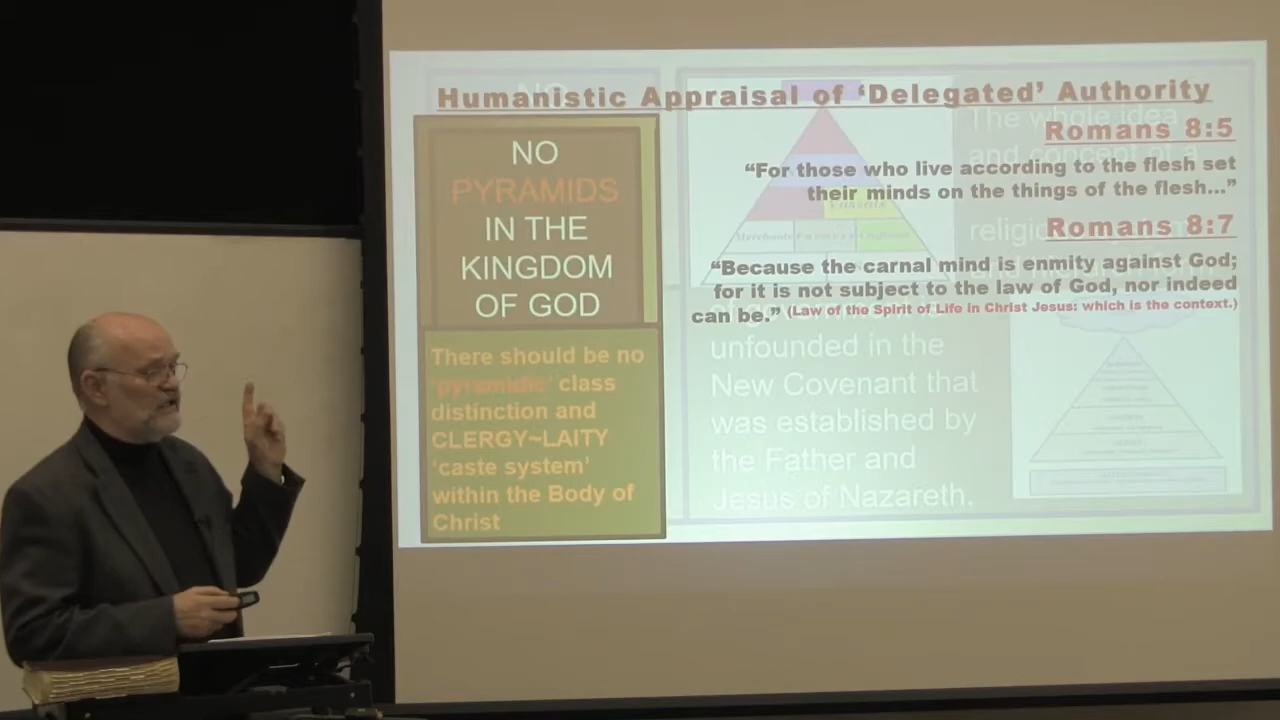 Humanistic Appraisal of ‘Delegated’ Authority
NO
PYRAMIDS
IN THE
KINGDOM
OF GOD
There should be no
‘pyramidic’ class
distinction and
CLERGY~LAITY
‘caste system’
within the Body of
Christ
Romans 8:5
“For those who live according to the flesh set
their minds on the things of the flesh...”
Romans 8:7
“Because the carnal mind is enmity against God;
for it is not subject to the law of God, nor indeed
can be.” (Law of the Spirit of Life in Christ Jesus: which is the context.)
The whole idea
and concept of a
unfounded in the
New Covenant that
was established by
the Father and
Jesus of Nazareth.